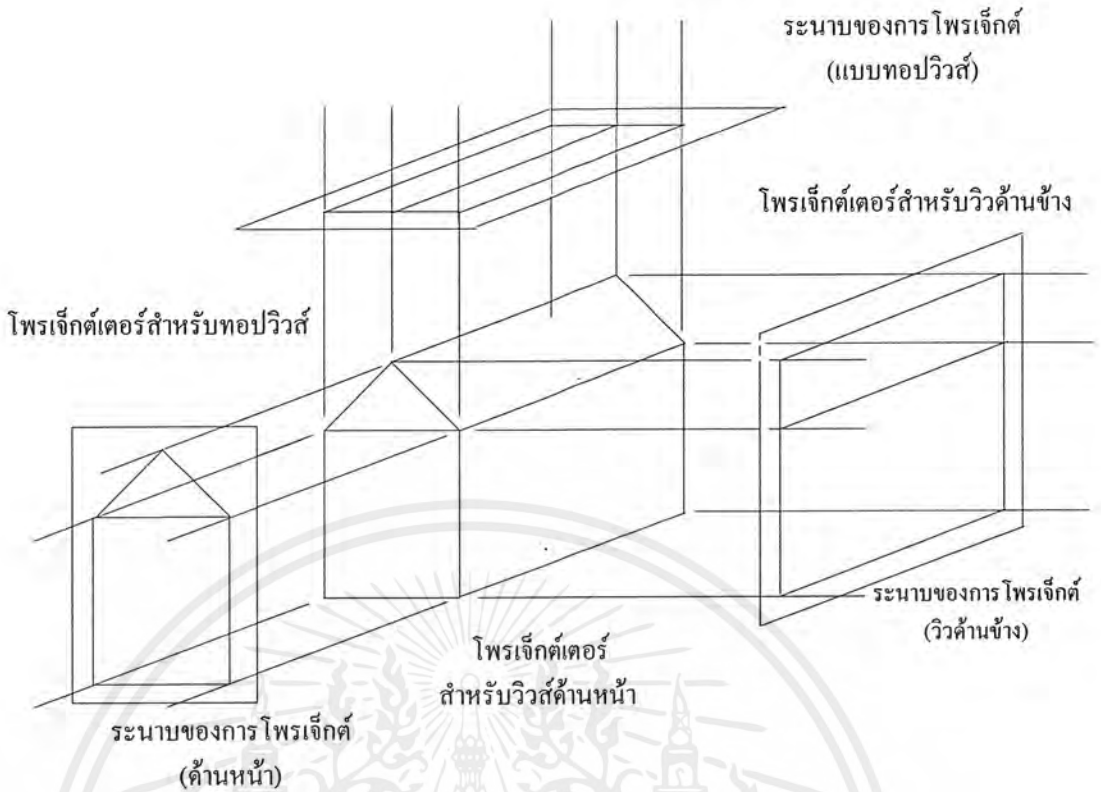 ระนาบของการโพรเจ็กต์
(แบบทอปวิวส์)
โพรเจ็กต์เตอร์สำหรับวิวด้านข้าง
โพรเจ็กต์เตอร์สำหรับทอปวิวส์
ระนาบของการโพรเจ็กต์
(วิวด้านข้าง)
โพรเจ็กต์เตอร์
สำหรับวิวส์ด้านหน้า
ระนาบของการโพรเจ็กต์
(ด้านหน้า)